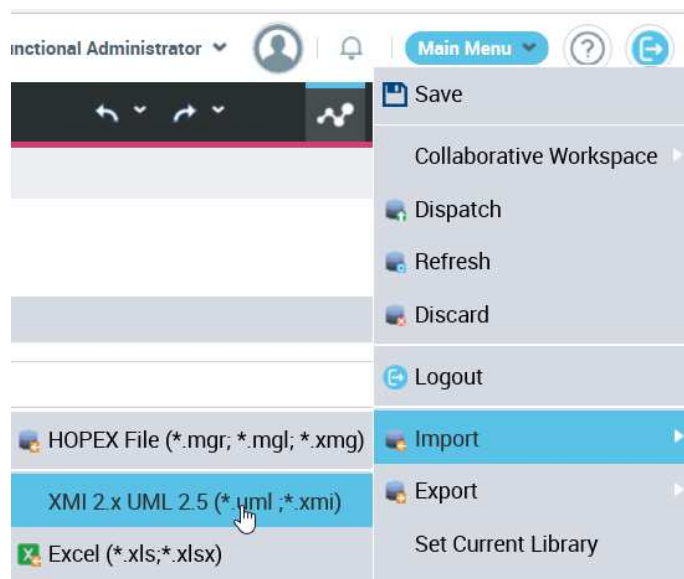 unctional Administrator
Main Menu
?
Save
Collaborative Workspace
Dispatch
Refresh
Discard
Logout
HOPEX File (*.mgr; *.mgl; *.xmg)
Import
XMI 2.x UML 2.5 (*.uml ;*.xmi)
Export
Excel (*.xls;*.xlsx)
Set Current Library